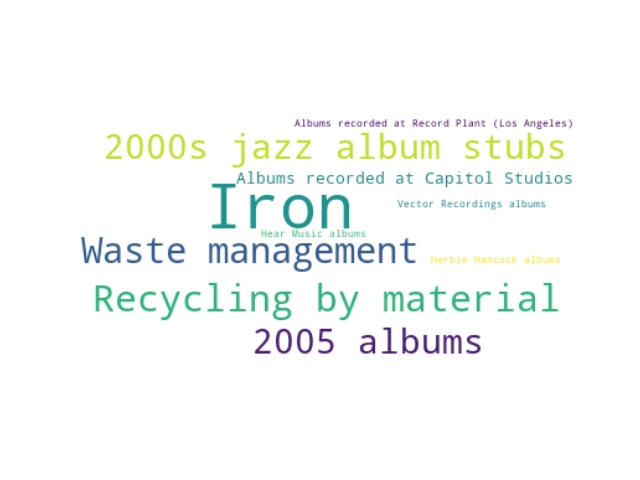 Albums recorded at Record Plant (Los Angeles)
2000s jazz album stubs
Albums recorded at Capitol Studios
Iron
Vector Recordings albums
Hear Music albums
Waste management
Herbie Hancock albums
Recycling by material
2005 albums